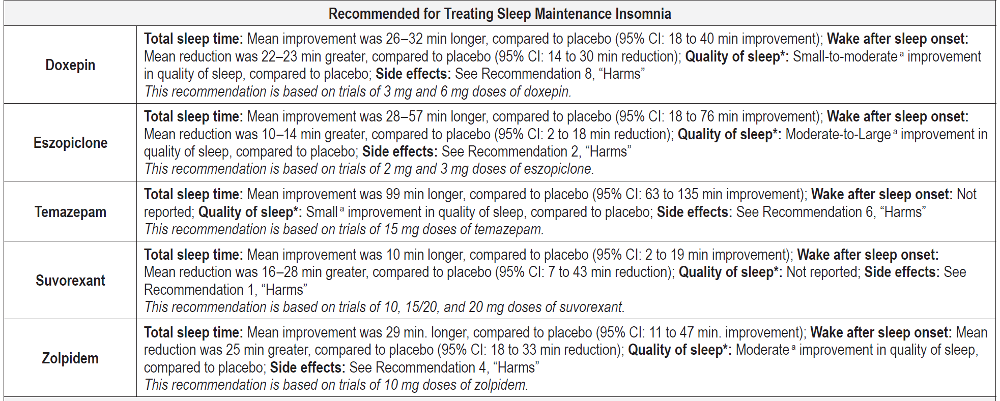 Recommended for Treating Sleep Maintenance Insomnia
Doxepin
Total sleep time: Mean improvement was 26–32 min longer, compared to placebo (95% CI: 18 to 40 min improvement); Wake after sleep onset:
Mean reduction was 22–23 min greater, compared to placebo (95% CI: 14 to 30 min reduction); Quality of sleep*: Small-to-moderate a improvement
in quality of sleep, compared to placebo; Side effects: See Recommendation 8, “Harms”
This recommendation is based on trials of 3 mg and 6 mg doses of doxepin.
Eszopiclone
Total sleep time: Mean improvement was 28–57 min longer, compared to placebo (95% CI: 18 to 76 min improvement); Wake after sleep onset:
Mean reduction was 10–14 min greater, compared to placebo (95% CI: 2 to 18 min reduction); Quality of sleep*: Moderate-to-Large a improvement in
quality of sleep, compared to placebo; Side effects: See Recommendation 2, “Harms”
This recommendation is based on trials of 2 mg and 3 mg doses of eszopiclone.
Temazepam
Total sleep time: Mean improvement was 99 min longer, compared to placebo (95% CI: 63 to 135 min improvement); Wake after sleep onset: Not
reported; Quality of sleep*: Small a improvement in quality of sleep, compared to placebo; Side effects: See Recommendation 6, “Harms”
This recommendation is based on trials of 15 mg doses of temazepam.
Suvorexant
Total sleep time: Mean improvement was 10 min longer, compared to placebo (95% CI: 2 to 19 min improvement); Wake after sleep onset:
Mean reduction was 16–28 min greater, compared to placebo (95% CI: 7 to 43 min reduction); Quality of sleep*: Not reported; Side effects: See
Recommendation 1, “Harms”
This recommendation is based on trials of 10, 15/20, and 20 mg doses of suvorexant.
Zolpidem
Total sleep time: Mean improvement was 29 min. longer, compared to placebo (95% CI: 11 to 47 min. improvement); Wake after sleep onset: Mean
reduction was 25 min greater, compared to placebo (95% CI: 18 to 33 min reduction); Quality of sleep*: Moderate a improvement in quality of sleep,
compared to placebo; Side effects: See Recommendation 4, “Harms”
This recommendation is based on trials of 10 mg doses of zolpidem.